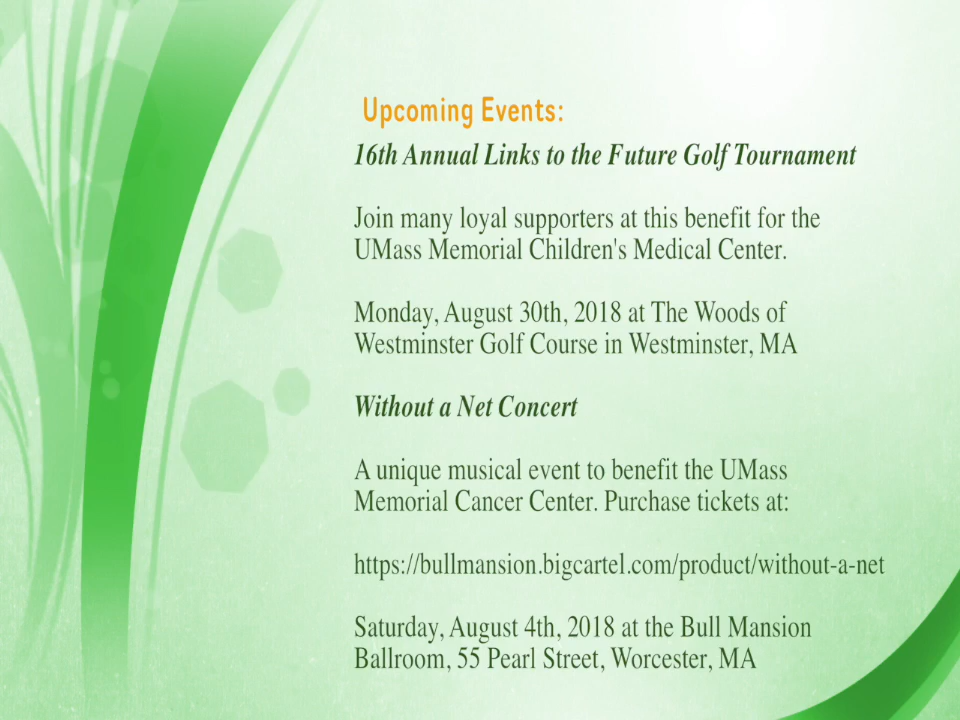 Upcoming Events:
16th Annual Links to the Future Golf Tournament
Join many loyal supporters at this benefit for the
UMass Memorial Children's Medical Center.
Monday, August 30th, 2018 at The Woods of
Westminster Golf Course in Westminster, MA
Without a Net Concert
A unique musical event to benefit the UMass
Memorial Cancer Center. Purchase tickets at:
https://bullmansion.bigcartel.com/product/without-a-net
Saturday, August 4th, 2018 at the Bull Mansion
Ballroom, 55 Pearl Street, Worcester, MA